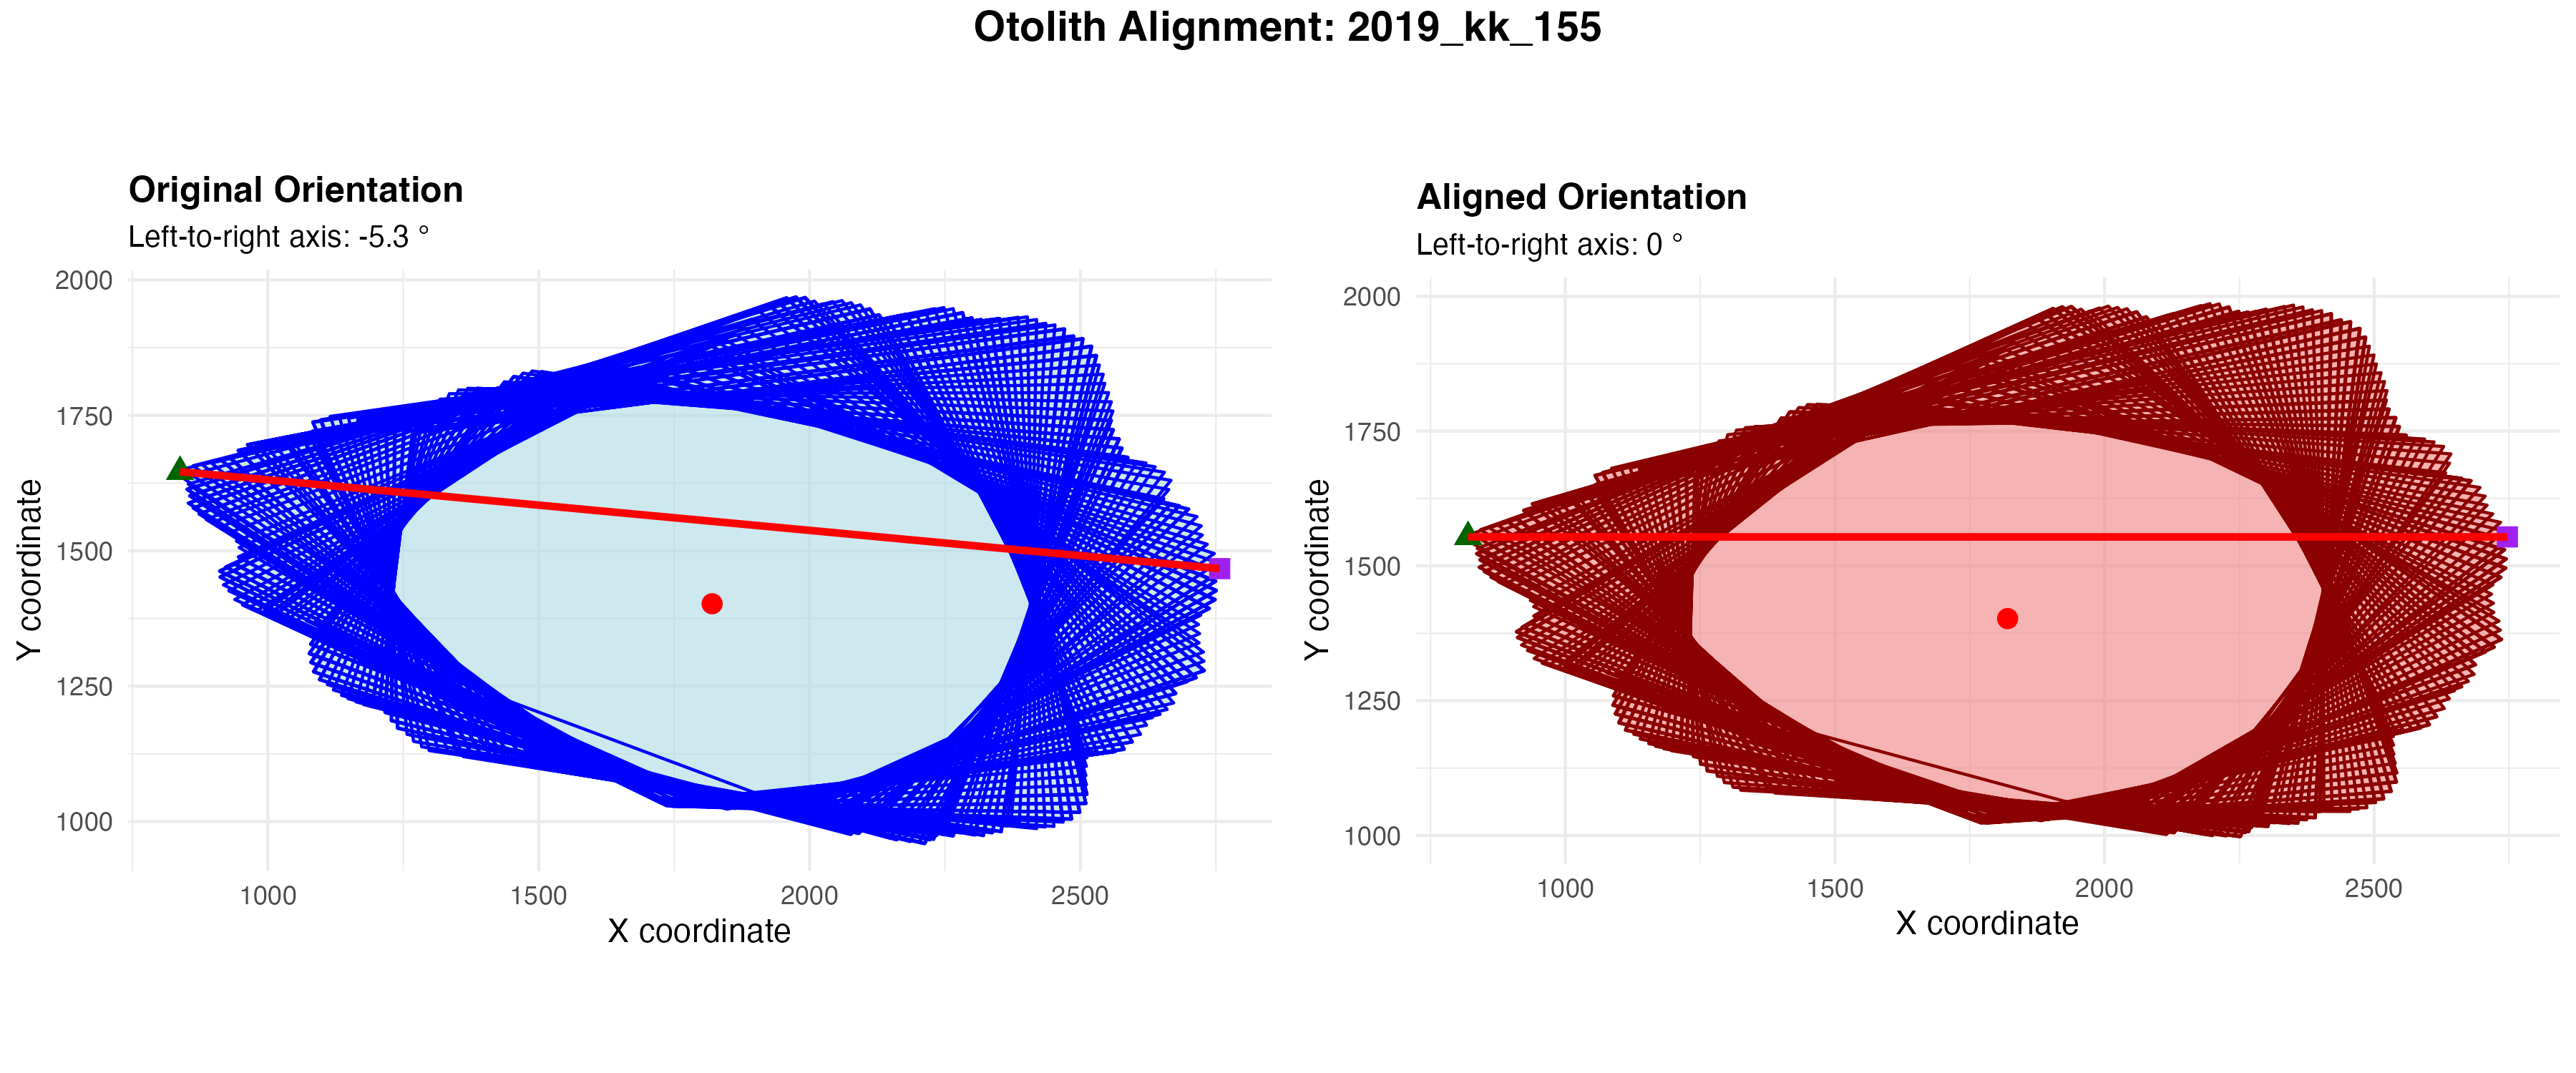 Otolith Alignment: 2019_kk_155
Original Orientation
Left-to-right axis: -5.3 °
2000
1750
1500
1250
1000
Y coordinate
1000 1500 2000 2500
X coordinate
Aligned Orientation
Left-to-right axis: 0 °
2000
1750
1500
1250
1000
Y coordinate
1000 1500 2000 2500
X coordinate